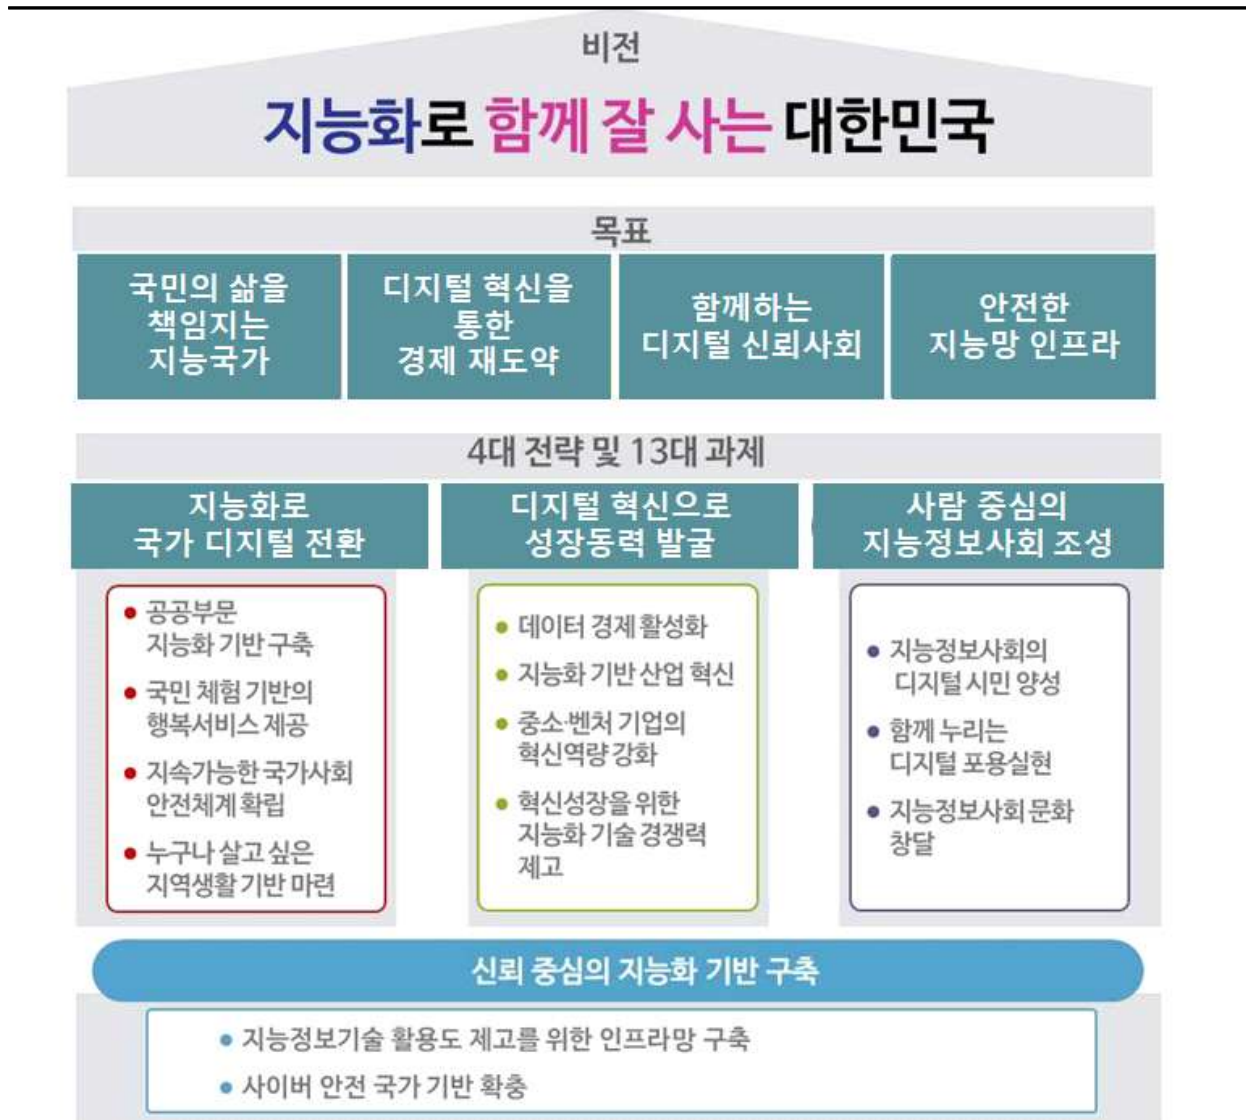 비전
지능화로 함께 잘 사는 대한민국
목표
국민의 삶을
책임지는
지능국가
디지털 혁신을
통한
경제 재도약
함께하는
디지털 신뢰사회
안전한
지능망 인프라
4대 전략 및 13대 과제
지능화로
국가 디지털 전환
• 공공부문
지능화 기반 구축
• 국민 체험 기반의
행복서비스 제공
• 지속가능한 국가사회
안전체계 확립
• 누구나 살고 싶은
지역생활 기반 마련
디지털 혁신으로
성장동력 발굴
• 데이터 경제 활성화
• 지능화 기반 산업 혁신
• 중소·벤처 기업의
혁신역량 강화
• 혁신성장을 위한
지능화 기술 경쟁력
제고
사람 중심의
지능정보사회 조성
• 지능정보사회의
디지털 시민 양성
• 함께 누리는
디지털 포용실현
• 지능정보사회 문화
창달
신뢰 중심의 지능화 기반 구축
• 지능정보기술 활용도 제고를 위한 인프라망 구축
• 사이버 안전 국가 기반 확충